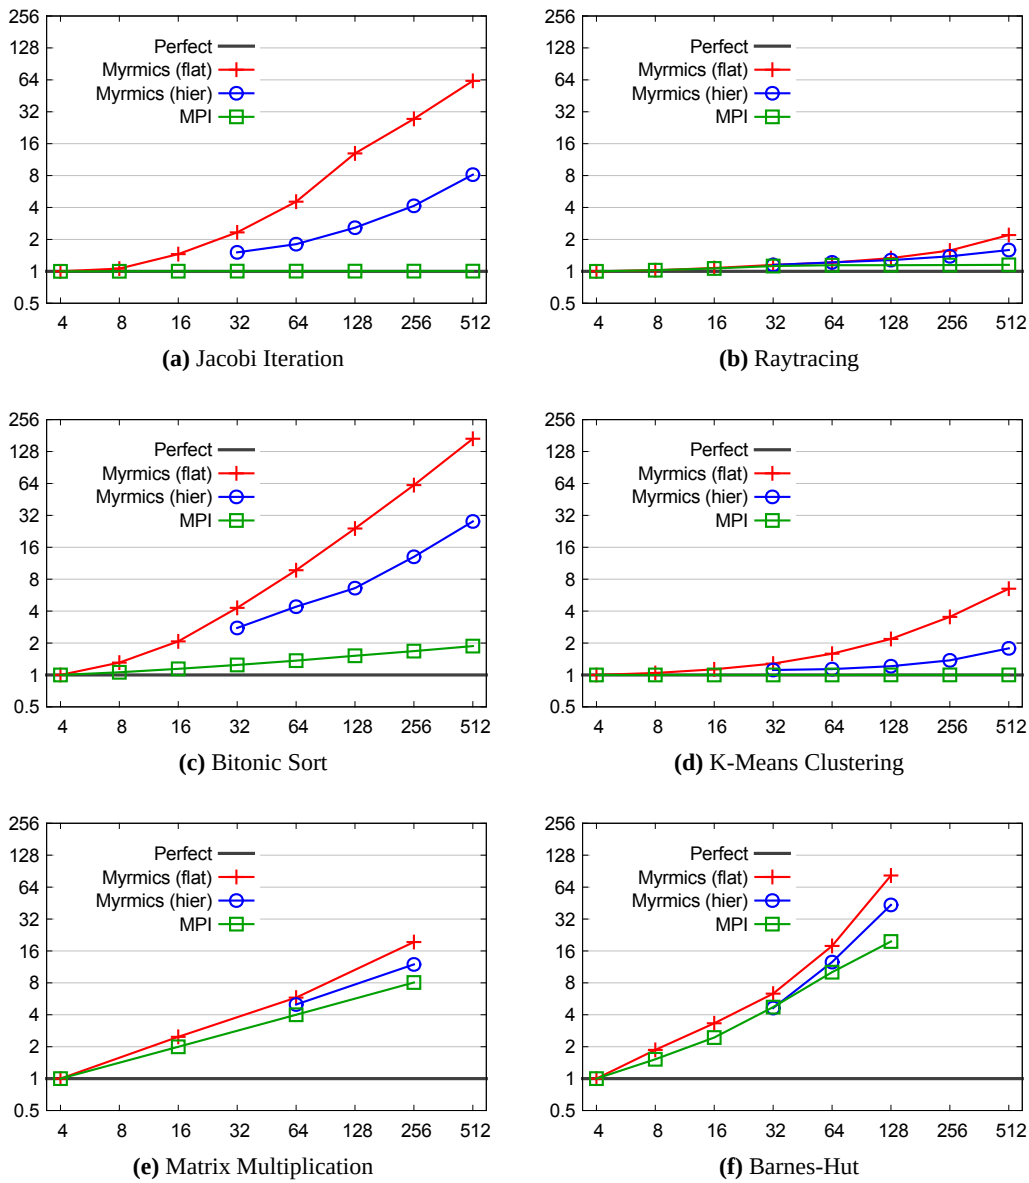 256
128
64
32
16
8
4
2
1
0.5
Perfect
Myrmics (flat)
Myrmics (hier)
MPI
4 8 16 32 64 128 256 512
(a) Jacobi Iteration
256
128
64
32
16
8
4
2
1
0.5
Perfect
Myrmics (flat)
Myrmics (hier)
MPI
4 8 16 32 64 128 256 512
(b) Raytracing
256
128
64
32
16
8
4
2
1
0.5
Perfect
Myrmics (flat)
Myrmics (hier)
MPI
4 8 16 32 64 128 256 512
(c) Bitonic Sort
256
128
64
32
16
8
4
2
1
0.5
Perfect
Myrmics (flat)
Myrmics (hier)
MPI
4 8 16 32 64 128 256 512
(d) K-Means Clustering
256
128
64
32
16
8
4
2
1
0.5
Perfect
Myrmics (flat)
Myrmics (hier)
MPI
4 8 16 32 64 128 256 512
(e) Matrix Multiplication
256
128
64
32
16
8
4
2
1
0.5
Perfect
Myrmics (flat)
Myrmics (hier)
MPI
4 8 16 32 64 128 256 512
(f) Barnes-Hut